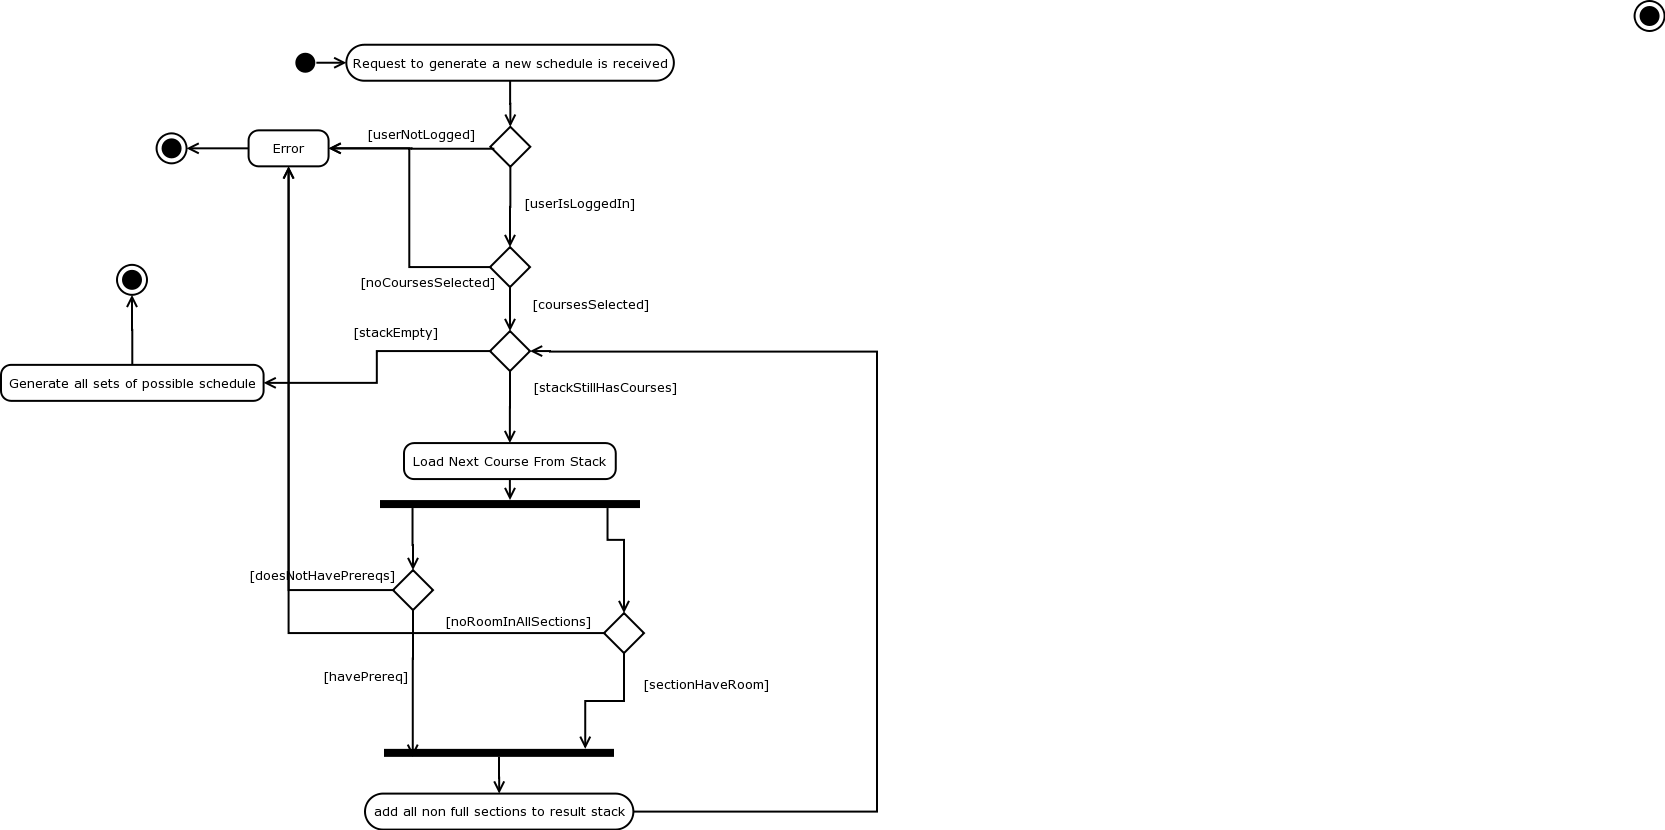 Request to generate a new schedule is received
[userNotLogged]
Error
[userIsLoggedIn]
[noCoursesSelected]
[coursesSelected]
[stackEmpty]
Generate all sets of possible schedule
[stackStillHasCourses]
Load Next Course From Stack
[doesNotHavePrereqs]
[noRoomInAllSections]
[havePrereq]
[sectionHaveRoom]
add all non full sections to result stack